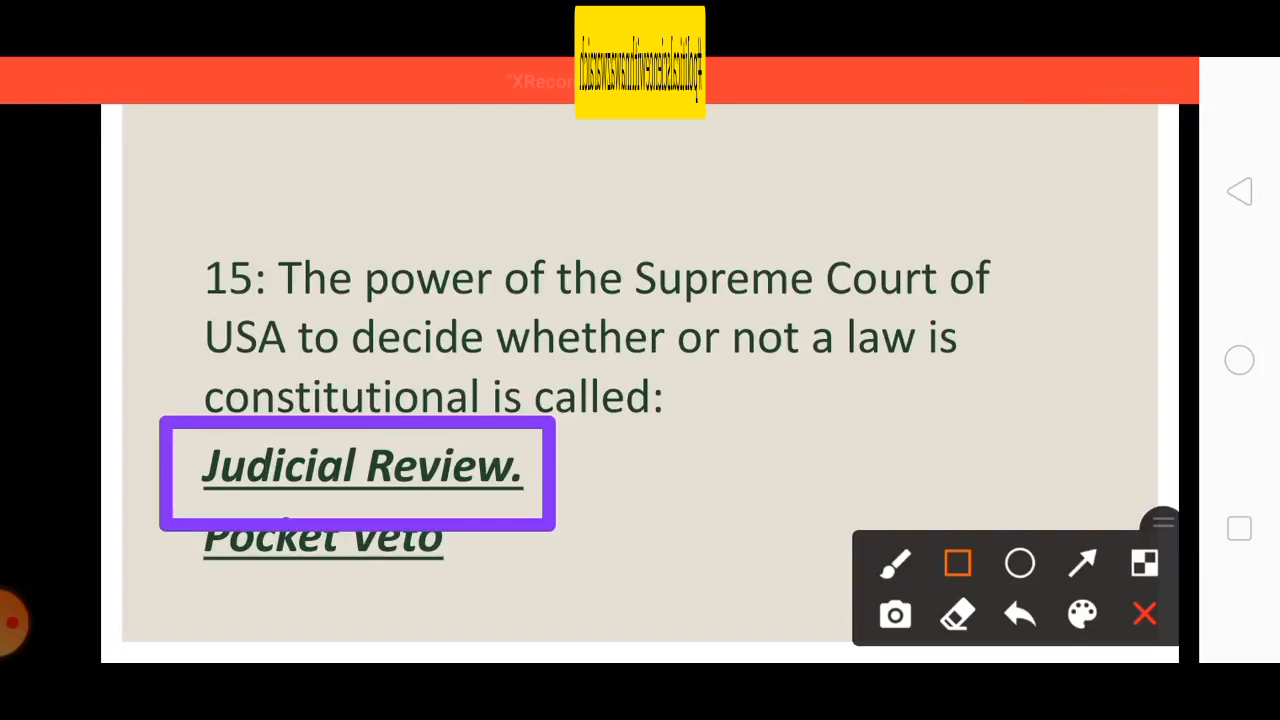 "XRecor
15: The power of the Supreme Court of
USA to decide whether or not a law is
constitutional is called:
Judicial Review.
Pocket Veto